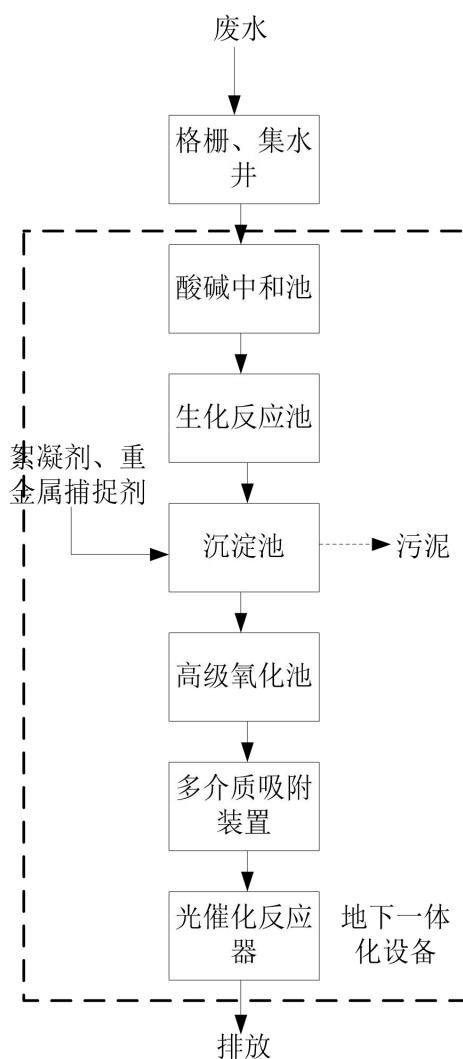 废水
格栅、集水
井
酸碱中和池
生化反应池
絮凝剂、重
金属捕捉剂
沉淀池
污泥
高级氧化池
多介质吸附
装置
光催化反应
器
地下一体
化设备
排放